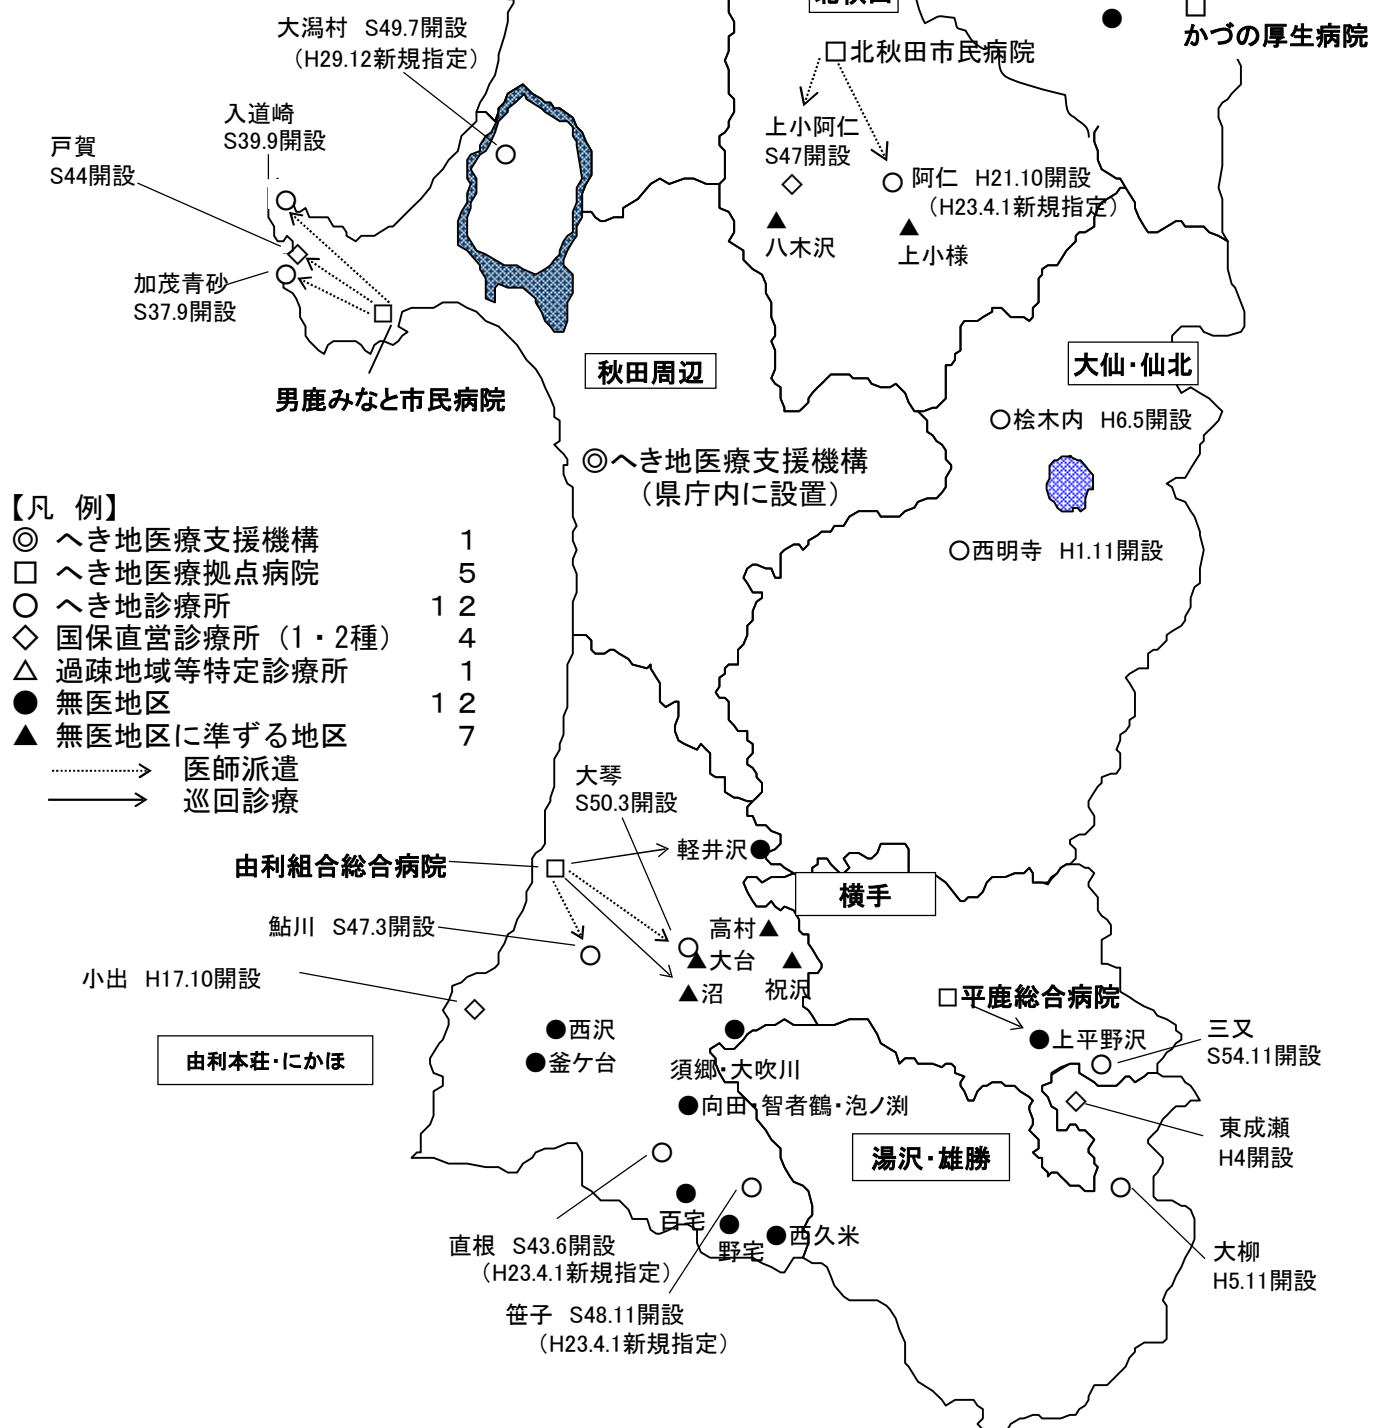 大潟村 S49.7開設
（H29.12新規指定）
かづの厚生病院
□北秋田市民病院
入道崎
S39.9開設
戸賀
S44開設
加茂青砂
S37.9開設
上小阿仁
S47開設
阿仁 H21.10開設
（H23.4.1新規指定）
八木沢
上小様
男鹿みなと市民病院
秋田周辺
大仙・仙北
○桧木内 H6.5開設
◎へき地医療支援機構
（県庁内に設置）
○西明寺 H1.11開設
【凡 例】
◎ へき地医療支援機構 1
□ へき地医療拠点病院 5
○ へき地診療所 12
◇ 国保直営診療所（1・2種） 4
△ 過疎地域等特定診療所 1
● 無医地区 12
▲ 無医地区に準ずる地区 7
医師派遣
巡回診療
大琴
S50.3開設
由利組合総合病院
軽井沢●
横手
鮎川 S47.3開設
高村▲
▲大台
祝沢
▲沼
小出 H17.10開設
□平鹿総合病院
●西沢
●釜ケ台
由利本荘・にかほ
須郷・大吹川
●向田・智者鶴・泡ノ渕
●上平野沢
三又
S54.11開設
東成瀬
H4開設
湯沢・雄勝
百宅
野宅
●西久米
直根 S43.6開設
（H23.4.1新規指定）
笹子 S48.11開設
（H23.4.1新規指定）
大柳
H5.11開設